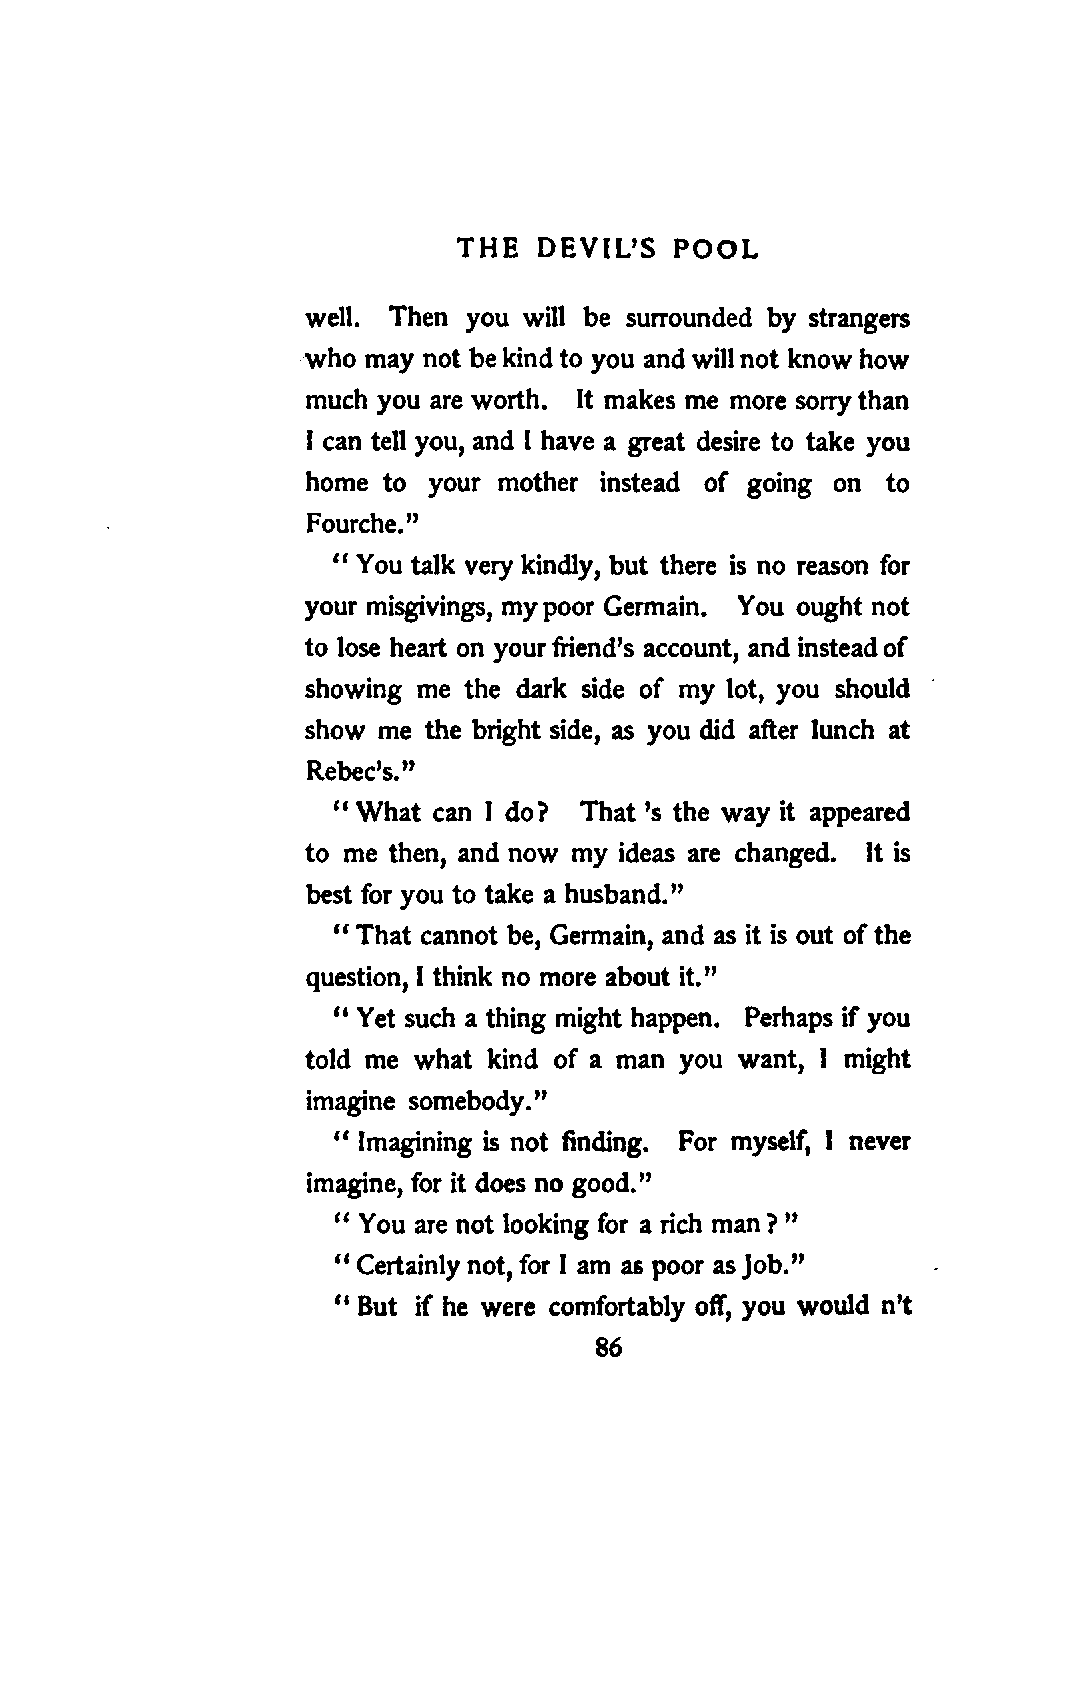 THE DEVIL'S POOL
well. Then you will be surrounded by strangers
who may not be kind to you and will not know how
much you are worth. It makes me more sorry than
I can tell you, and I have a great desire to take you
home to your mother instead of going on to
Fourche."
"You talk very kindly, but there is no reason for
your misgivings, my poor Germain. You ought not
to lose heart on your friend's account, and instead of
showing me the dark side of my lot, you should
show me the bright side, as you did after lunch at
Rebec's."
"What can I do? That 's the way it appeared
to me then, and now my ideas are changed. It is
best for you to take a husband."
"That cannot be, Germain, and as it is out of the
question, I think no more about it."
"Yet such a thing might happen. Perhaps if you
told me what kind of a man you want, I might
imagine somebody."
"Imagining is not finding. For myself, I never
imagine, for it does no good."
"You are not looking for a rich man?"
"Certainly not, for I am as poor as Job."
"But if he were comfortably off, you would n't
86